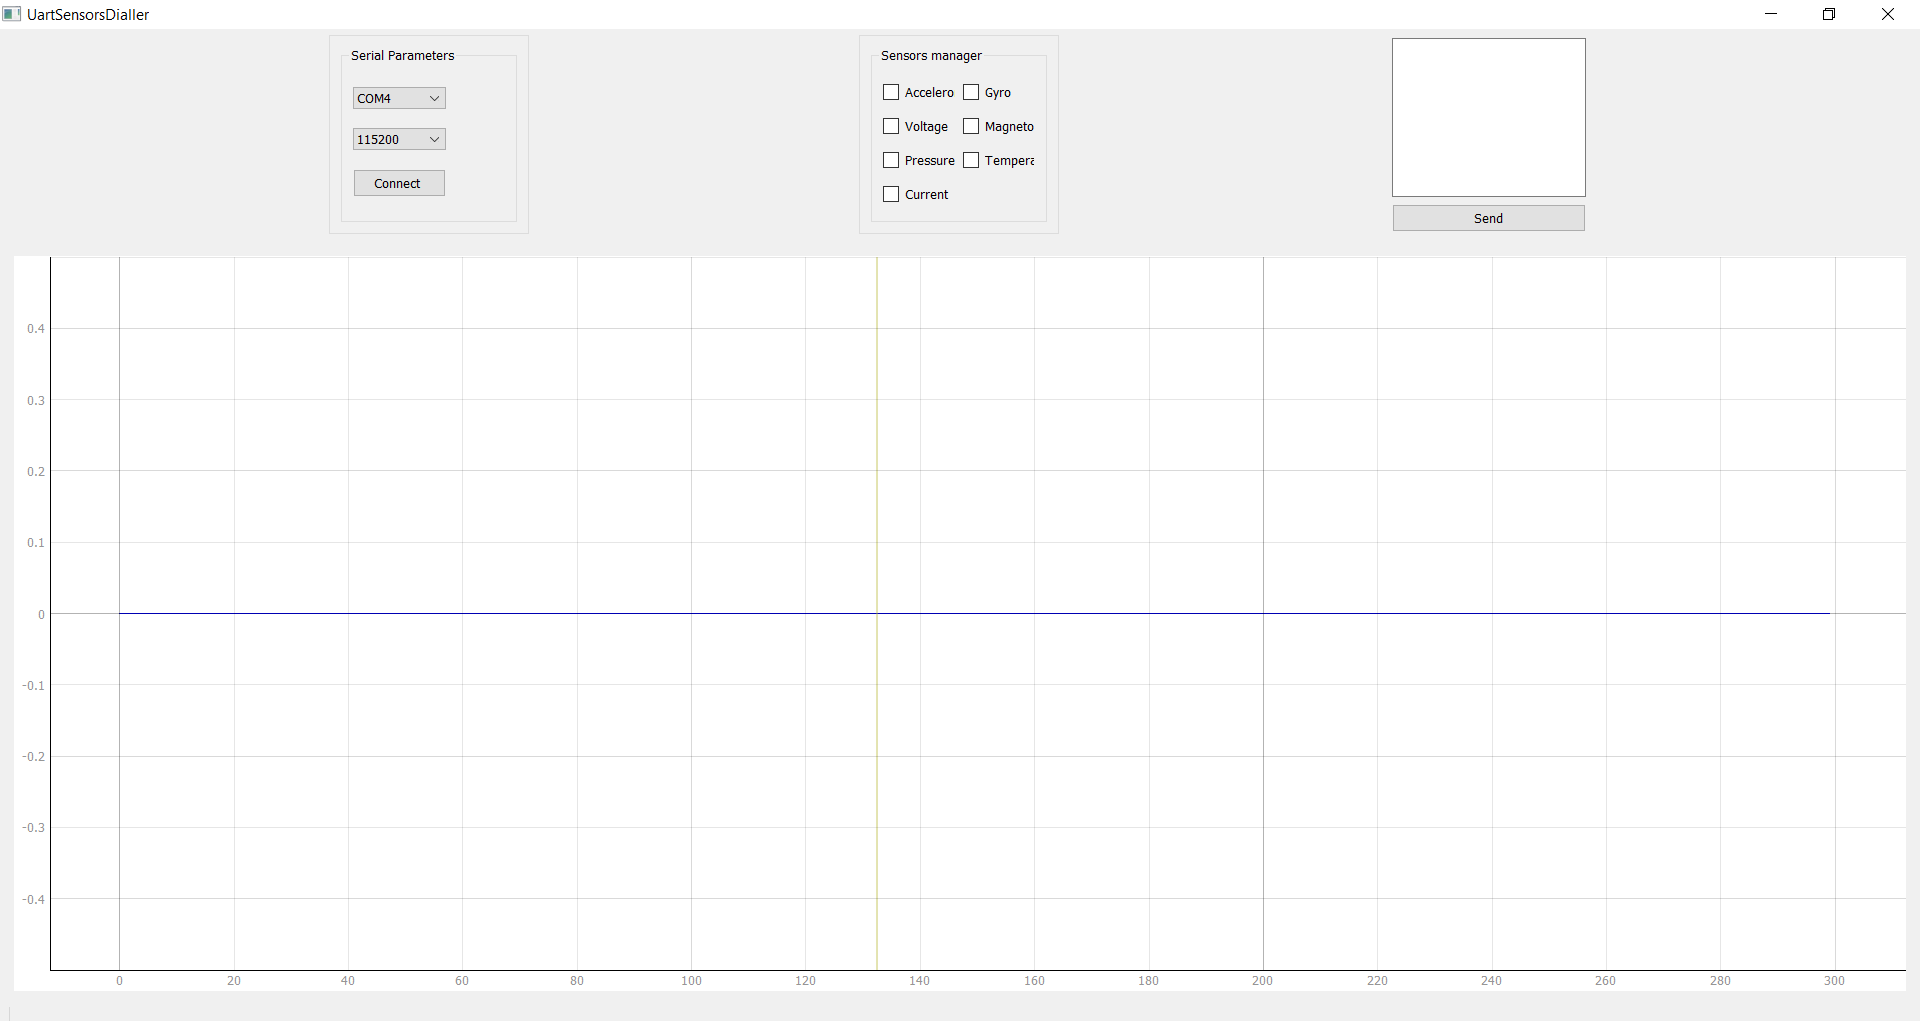 UartSensorsDialler
Serial Parameters
COM4
115200
Connect
Sensors manager
Accelero Gyro
Voltage Magneto
Pressure Tempera
Current
Send
0.4
0.3
0.2
0.1
0
-0.1
-0.2
-0.3
-0.4
0 20 40 60 80 100 120 140 160 180 200 220 240 260 280 300